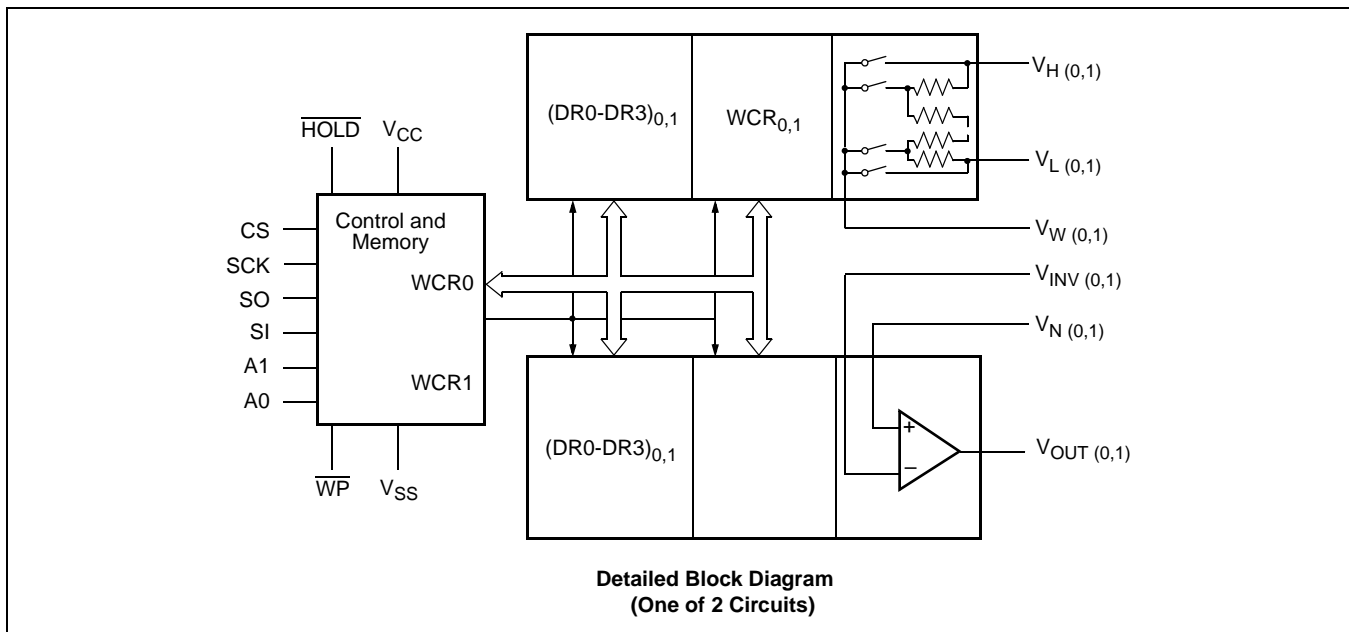 HOLD
VCC
Control and
Memory
WCR0
WCR1
CS
SCK
SO
SI
A1
A0
WP
VSS
(DR0-DR3)0,1
WCR0,1
VH (0,1)
VL (0,1)
VW (0,1)
VINV (0,1)
VN (0,1)
(DR0-DR3)0,1
+
−
VOUT (0,1)
Detailed Block Diagram
(One of 2 Circuits)